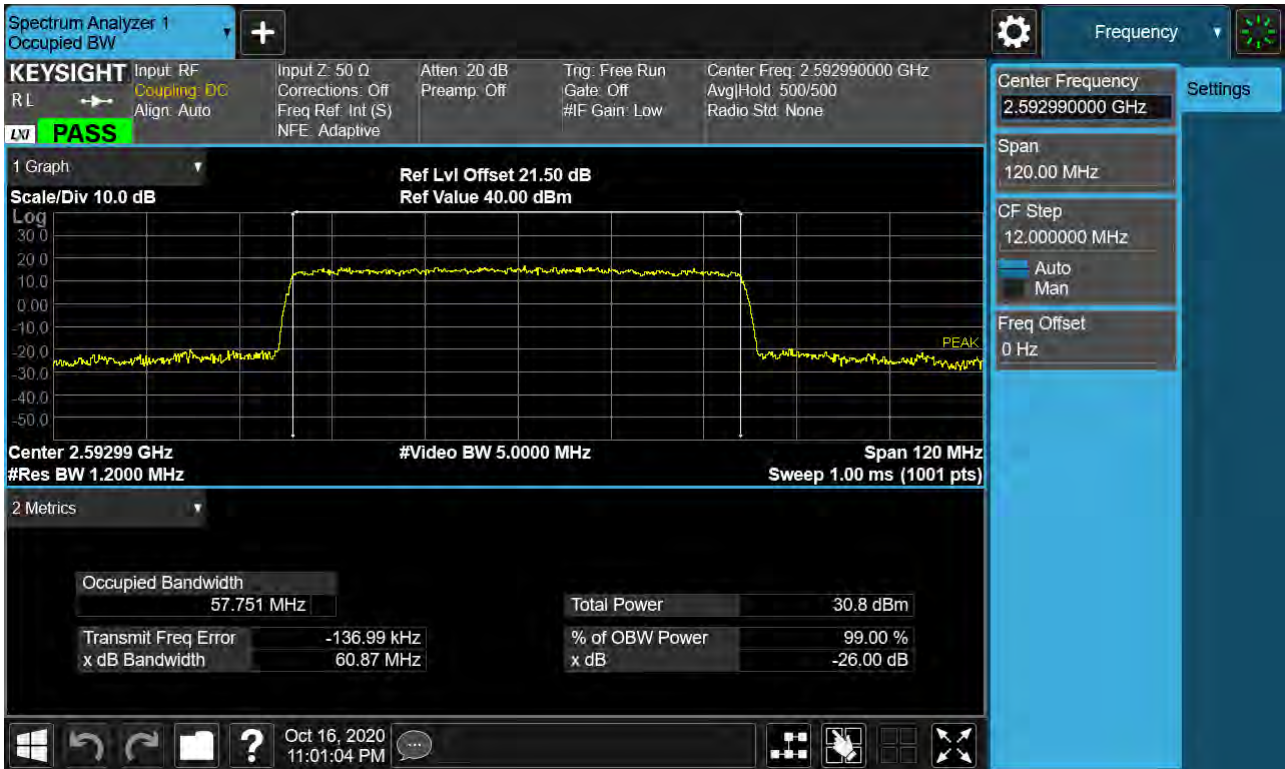 Spectrum Analyzer 1
Occupied BW
+
Frequency
KEYSIGHT
R L
LXI PASS
Input: RF
Coupling: DC
Align: Auto
Input Z: 50 Ω
Corrections: Off
Freq Ref: Int (S)
NFE: Adaptive
Atten: 20 dB
Preamp: Off
Trig: Free Run
Gate: Off
#IF Gain: Low
Center Freq: 2.592990000 GHz
Avg|Hold: 500/500
Radio Std: None
Center Frequency
2.592990000 GHz
Settings
Span
120.00 MHz
CF Step
12.000000 MHz
Auto
Man
Freq Offset
0 Hz
1 Graph
Scale/Div 10.0 dB
Ref Lvl Offset 21.50 dB
Ref Value 40.00 dBm
Log
30.0
20.0
10.0
0.00
-10.0
-20.0
-30.0
-40.0
-50.0
PEAK
Center 2.59299 GHz
#Video BW 5.0000 MHz
Span 120 MHz
#Res BW 1.2000 MHz
Sweep 1.00 ms (1001 pts)
2 Metrics
Occupied Bandwidth
57.751 MHz
Total Power 30.8 dBm
Transmit Freq Error -136.99 kHz
% of OBW Power 99.00 %
x dB Bandwidth 60.87 MHz
x dB -26.00 dB
?
Oct 16, 2020
11:01:04 PM